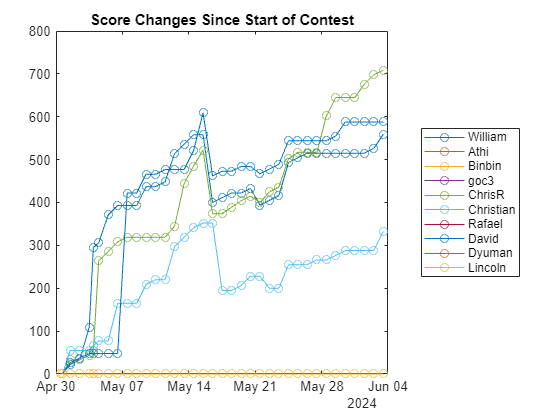 Score Changes Since Start of Contest
800
700
600
500
400
300
200
100
0
Apr 30 May 07 May 14 May 21 May 28 Jun 04
2024
William
Athi
Binbin
goc3
ChrisR
Christian
Rafael
David
Dyuman
Lincoln